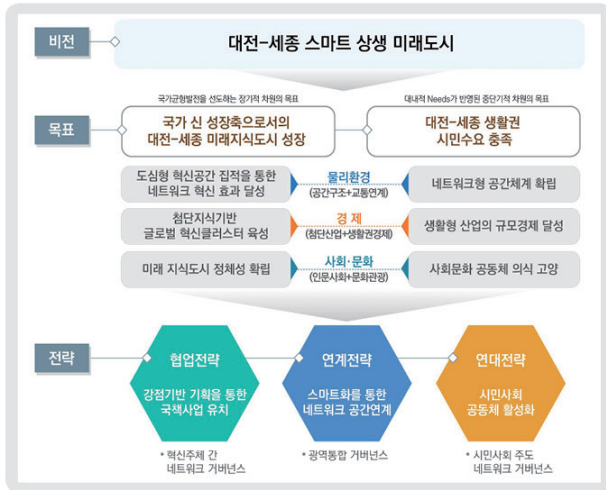 비전
대전-세종 스마트 상생 미래도시
국가균형발전을 선도하는 장기적 차원의 목표
대내적 Needs가 반영된 중단기적 차원의 목표
목표
국가 신 성장축으로서의
대전-세종 미래지식도시 성장
대전-세종 생활권
시민수요 충족
도심형 혁신공간 집적을 통한
네트워크 혁신 효과 달성
물리환경
(공간구조+교통연계)
네트워크형 공간체계 확립
첨단지식기반
글로벌 혁신클러스터 육성
경 제
(첨단산업+생활권경제)
생활형 산업의 규모경제 달성
미래 지식도시 정체성 확립
사회·문화
(인문사회+문화관광)
사회문화 공동체 의식 고양
전략
협업전략
강점기반 기획을 통한
국책사업 유치
연계전략
스마트화를 통한
네트워크 공간연계
연대전략
시민사회
공동체 활성화
* 혁신주체 간
네트워크 거버넌스
* 광역통합 거버넌스
* 시민사회 주도
네트워크 거버넌스